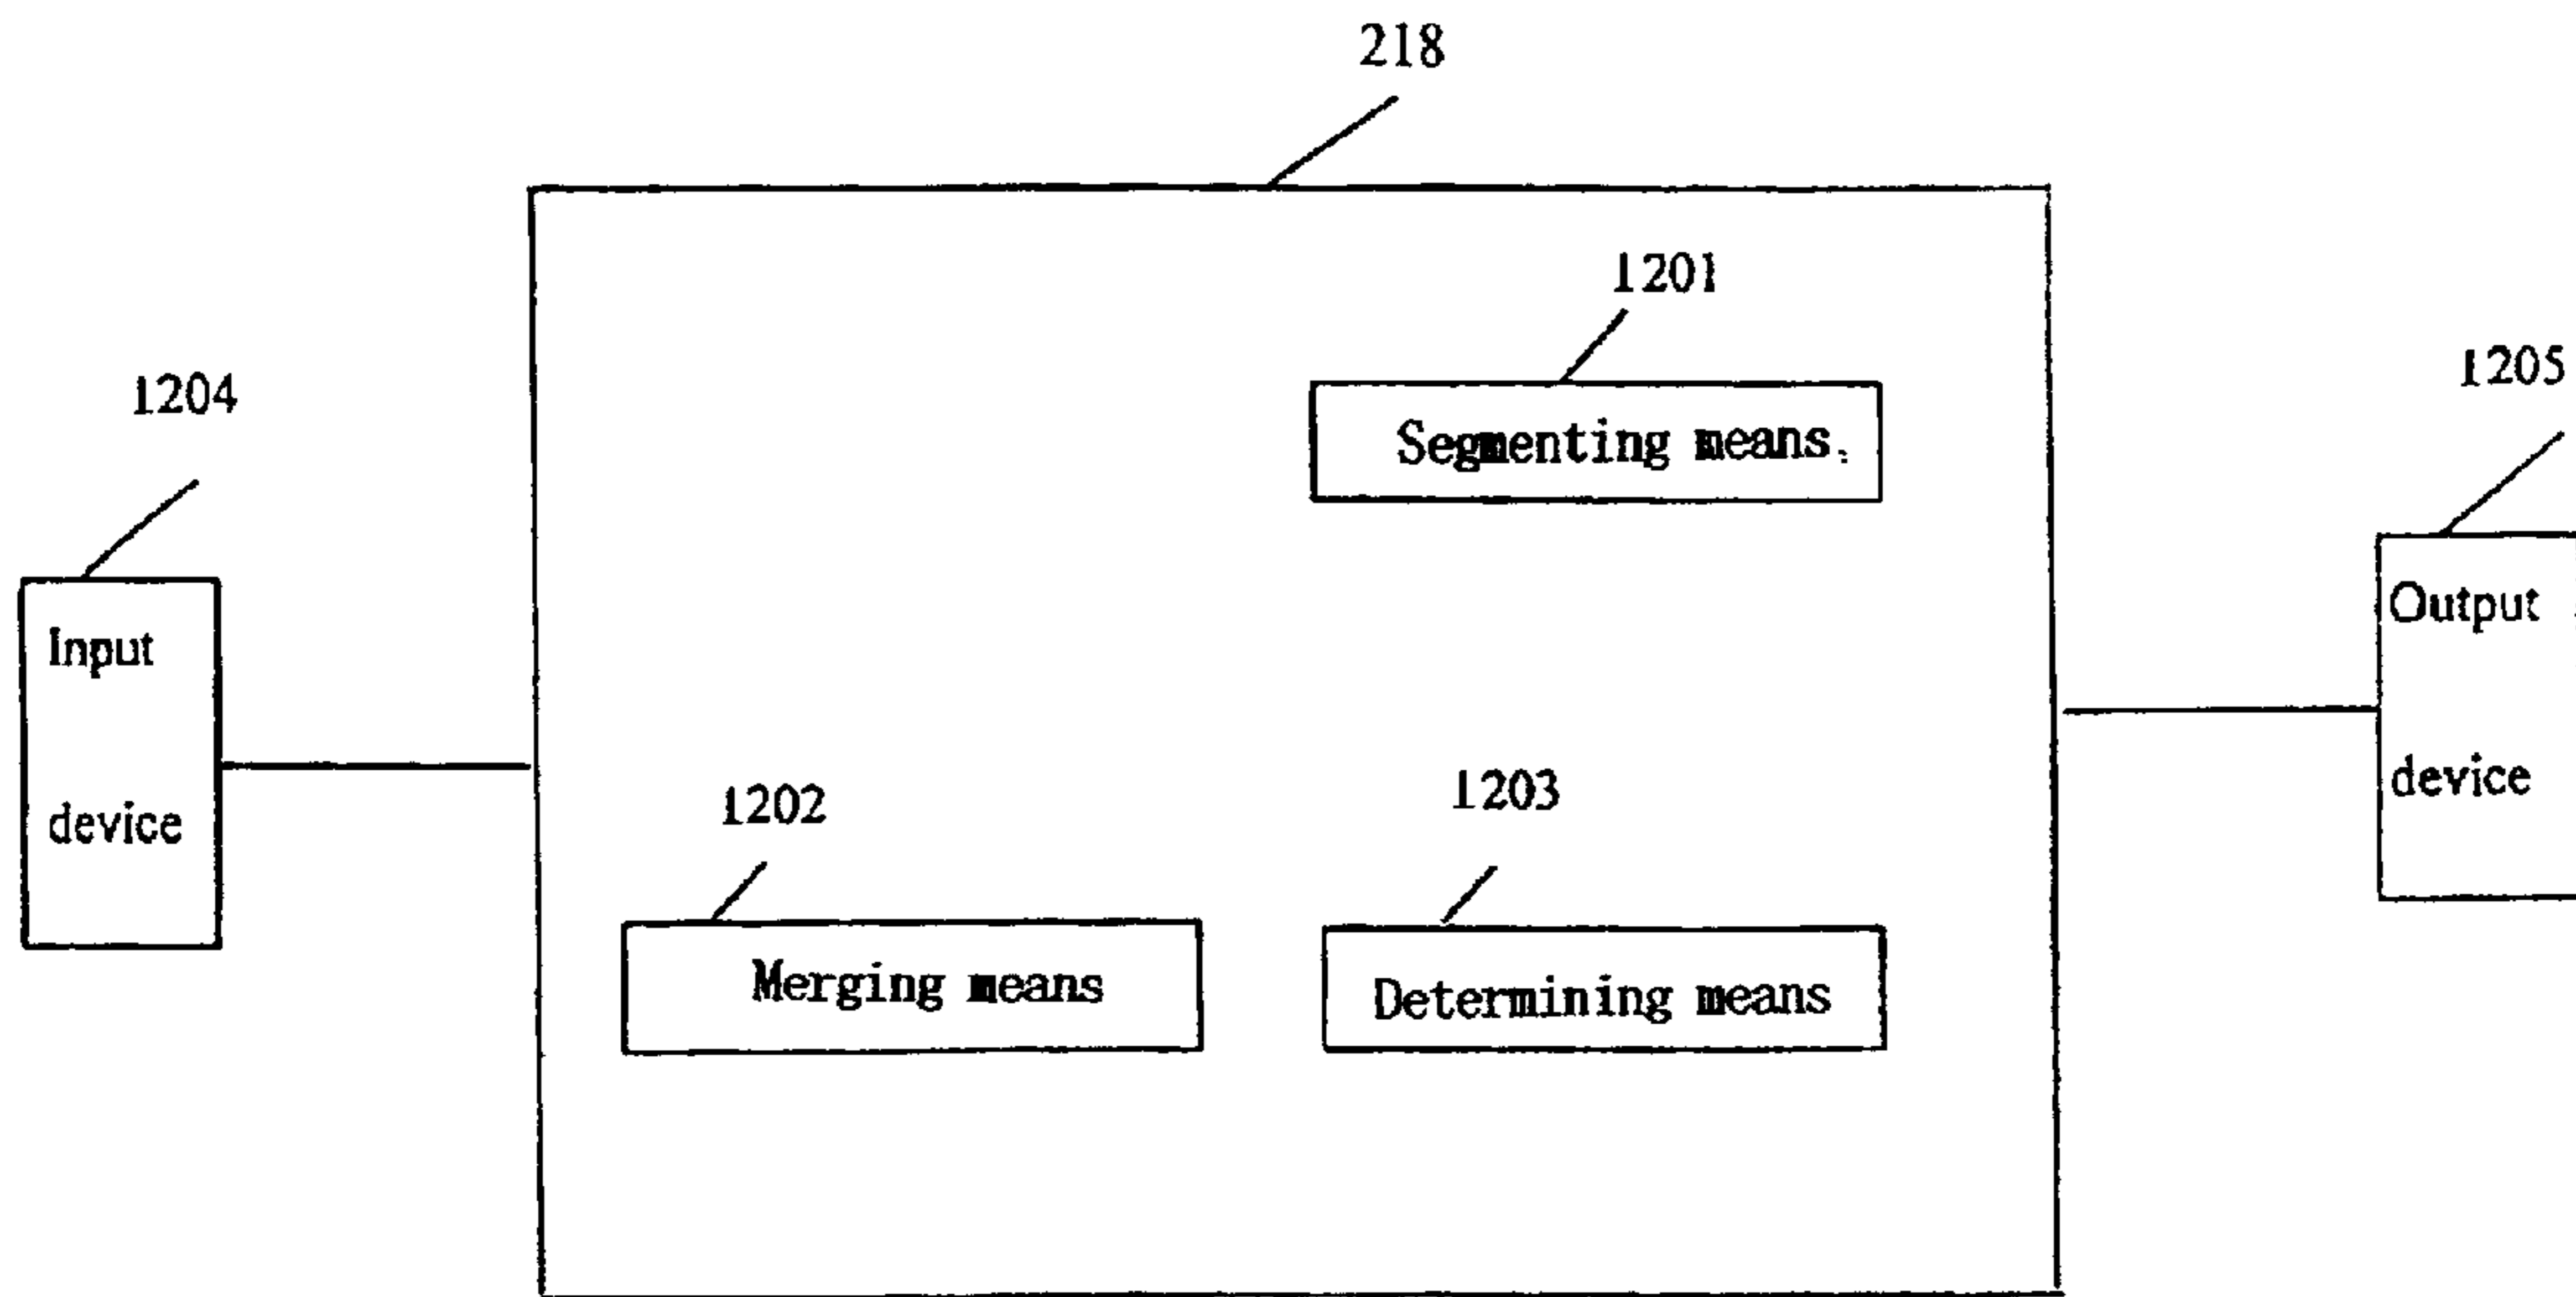 218
1201
Segmenting means
1204
1205
Input
device
Output
device
1202
1203
Merging means
Determining means